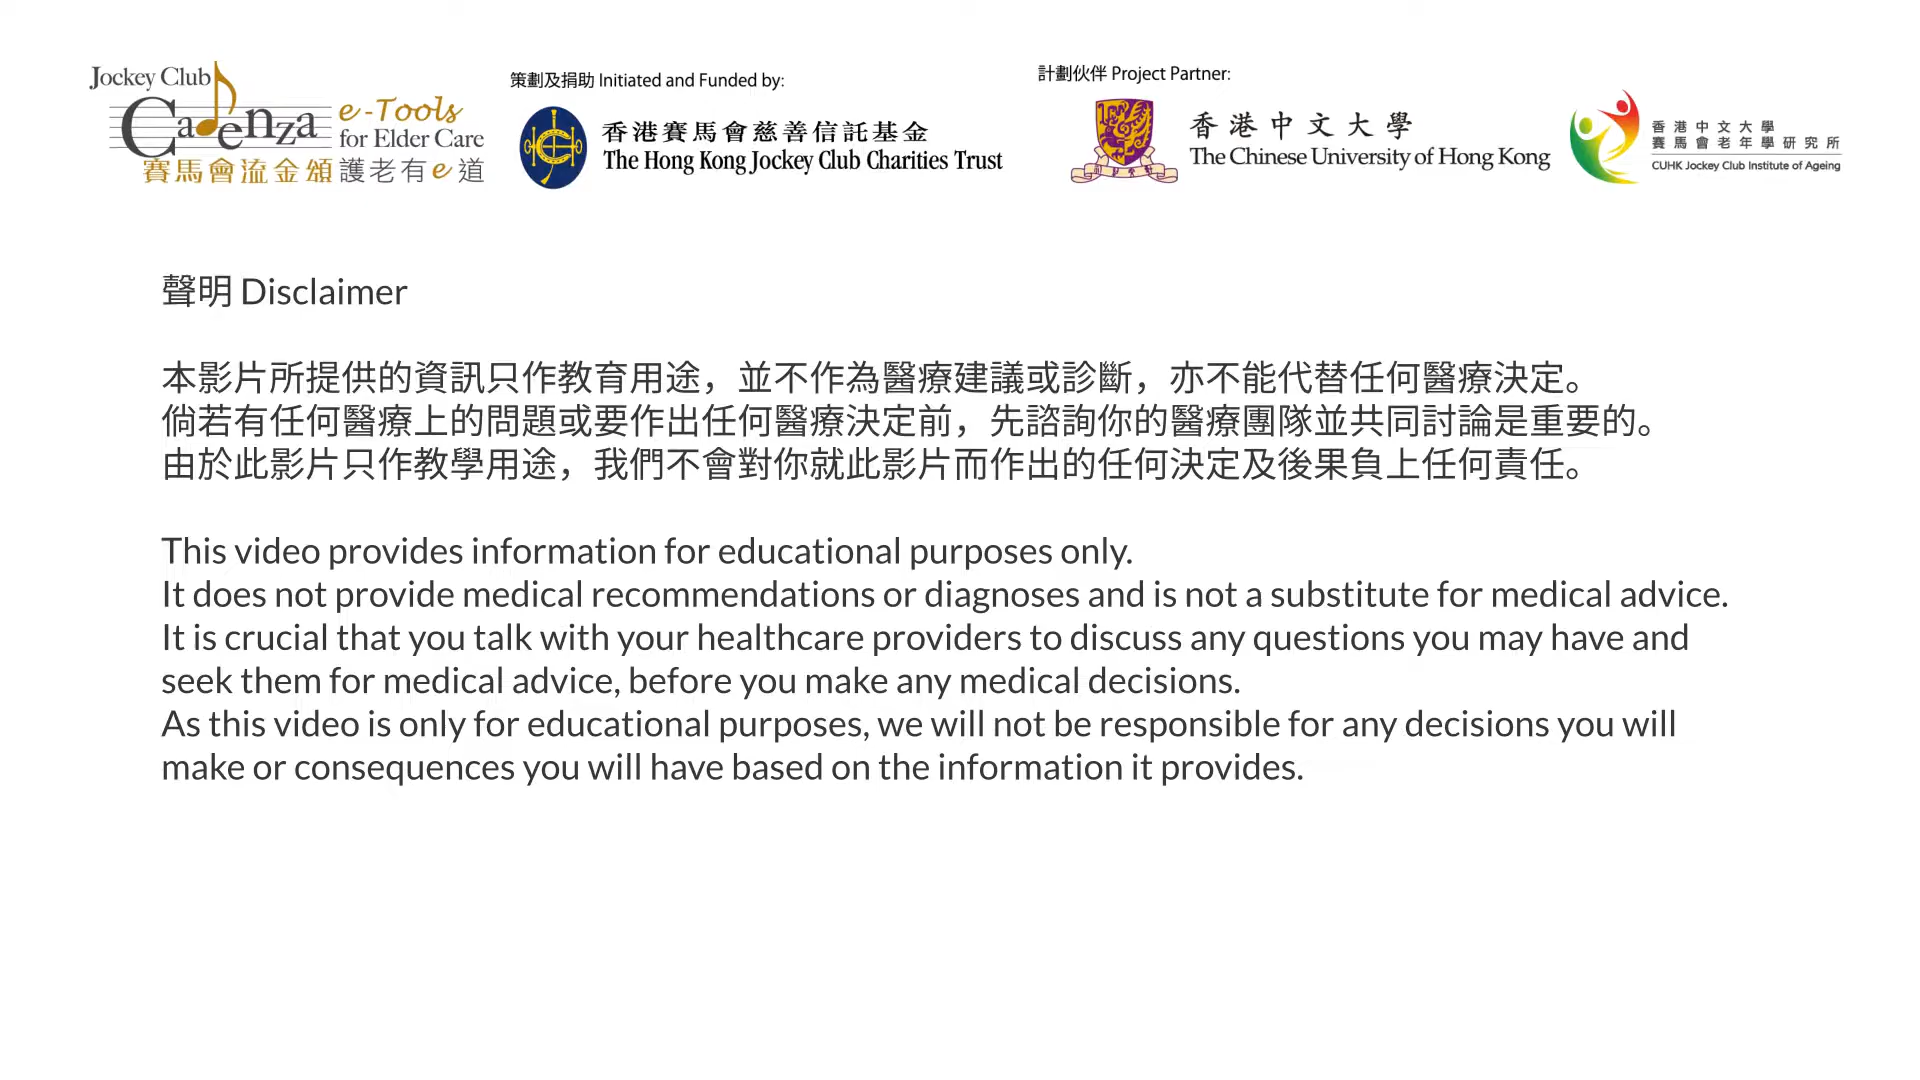 Jockey Club
Cadenza e-Tools
for Elder Care
賽馬會流金頌護老有e道
策劃及捐助 Initiated and Funded by:
香港賽馬會慈善信託基金
The Hong Kong Jockey Club Charities Trust
計劃伙伴 Project Partner:
香港中文大學
The Chinese University of Hong Kong
香港中文大學
賽馬會老年學研究所
CUHK Jockey Club Institute of Ageing
聲明 Disclaimer
本影片所提供的資訊只作教育用途，並不作為醫療建議或診斷，亦不能代替任何醫療決定。
倘若有任何醫療上的問題或要作出任何醫療決定前，先諮詢你的醫療團隊並共同討論是重要的。
由於此影片只作教學用途，我們不會對你就此影片而作出的任何決定及後果負上任何責任。
This video provides information for educational purposes only.
It does not provide medical recommendations or diagnoses and is not a substitute for medical advice.
It is crucial that you talk with your healthcare providers to discuss any questions you may have and
seek them for medical advice, before you make any medical decisions.
As this video is only for educational purposes, we will not be responsible for any decisions you will
make or consequences you will have based on the information it provides.